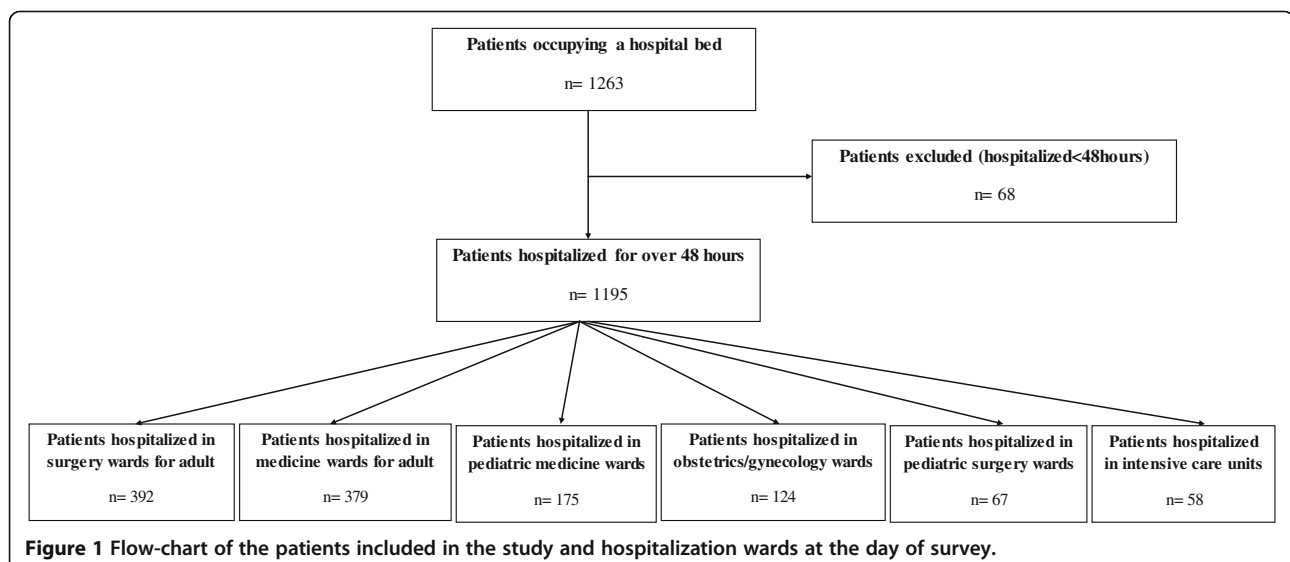 Patients occupying a hospital bed
n= 1263
Patients excluded (hospitalized<48hours)
n= 68
Patients hospitalized for over 48 hours
n= 1195
Patients hospitalized in
surgery wards for adult
n= 392
Patients hospitalized in
medicine wards for adult
n= 379
Patients hospitalized in
pediatric medicine wards
n= 175
Patients hospitalized in
obstetrics/gynecology wards
n= 124
Patients hospitalized in
pediatric surgery wards
n= 67
Patients hospitalized
in intensive care units
n= 58
Figure 1 Flow-chart of the patients included in the study and hospitalization wards at the day of survey.